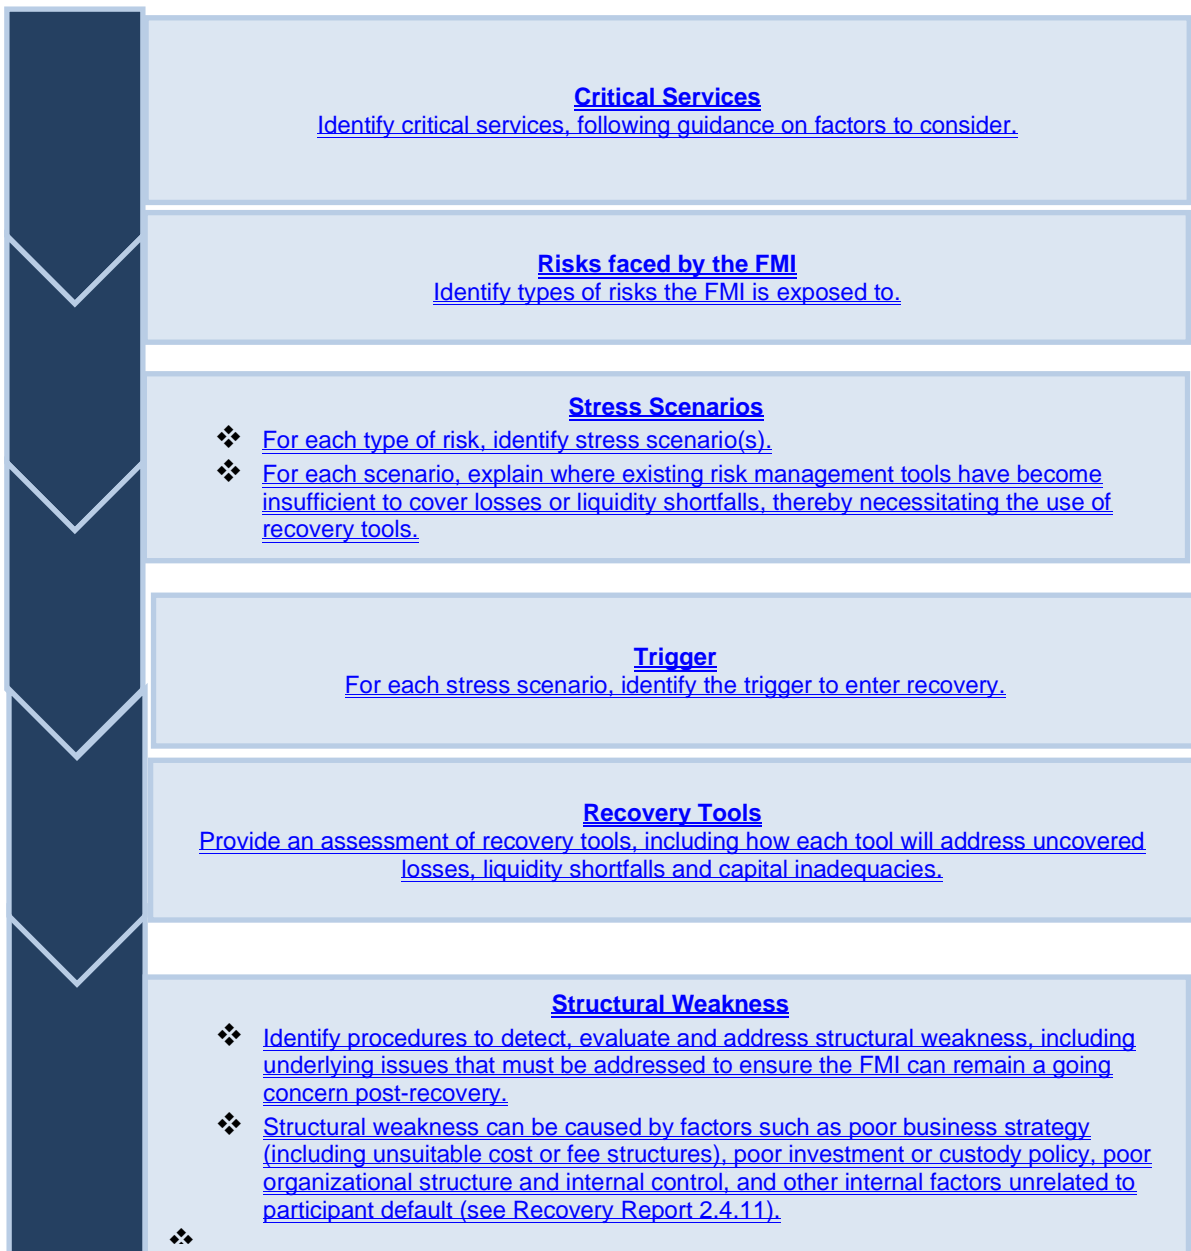 Critical Services
Identify critical services, following guidance on factors to consider.
Risks faced by the FMI
Identify types of risks the FMI is exposed to.
Stress Scenarios
❖ For each type of risk, identify stress scenario(s).
❖ For each scenario, explain where existing risk management tools have become
insufficient to cover losses or liquidity shortfalls, thereby necessitating the use of
recovery tools.
Trigger
For each stress scenario, identify the trigger to enter recovery.
Recovery Tools
Provide an assessment of recovery tools, including how each tool will address uncovered
losses, liquidity shortfalls and capital inadequacies.
Structural Weakness
❖ Identify procedures to detect, evaluate and address structural weakness, including
underlying issues that must be addressed to ensure the FMI can remain a going
concern post-recovery.
❖ Structural weakness can be caused by factors such as poor business strategy
(including unsuitable cost or fee structures), poor investment or custody policy, poor
organizational structure and internal control, and other internal factors unrelated to
participant default (see Recovery Report 2.4.11).
❖